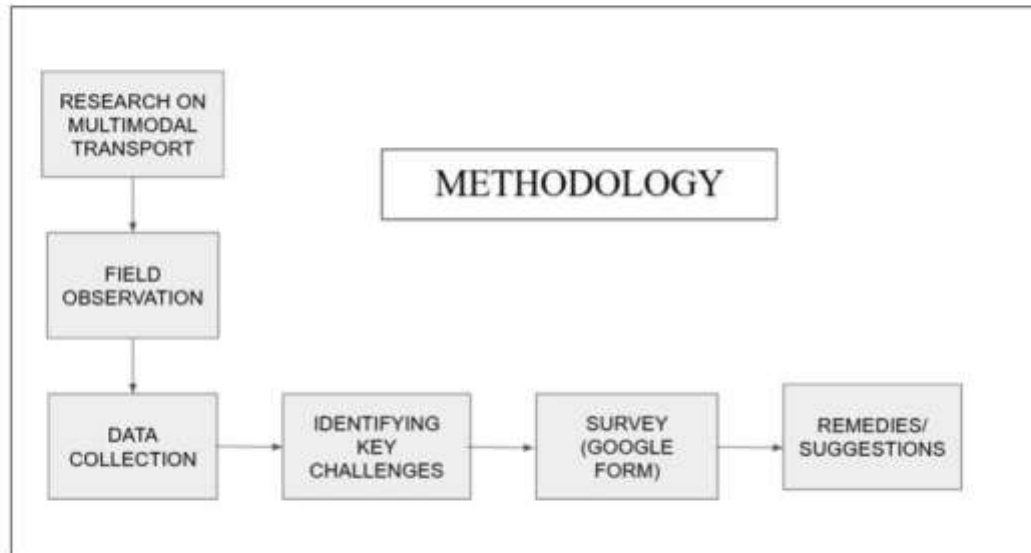 METHODOLOGY
RESEARCH ON
MULTIMODAL
TRANSPORT
FIELD
OBSERVATION
DATA
COLLECTION
IDENTIFYING
KEY
CHALLENGES
SURVEY
(GOOGLE
FORM)
REMEDIES/
SUGGESTIONS